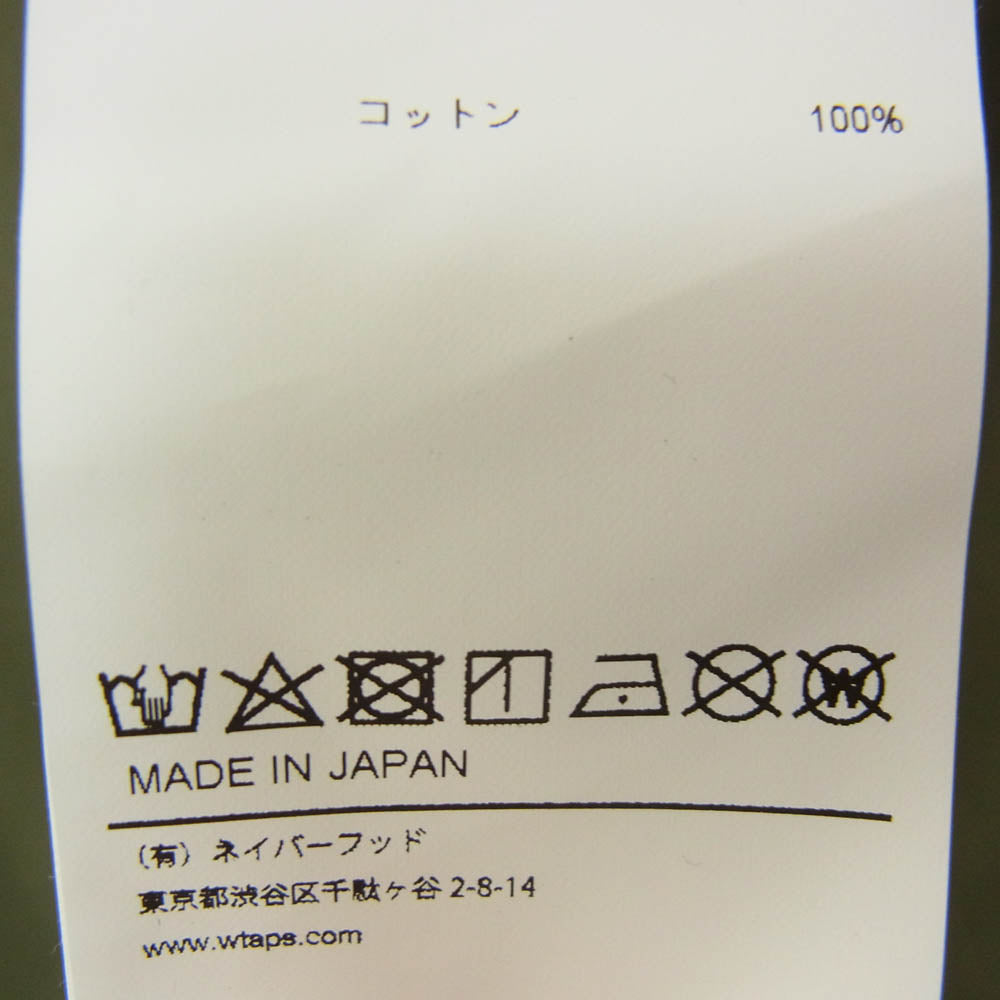 コットン 100%
MADE IN JAPAN
(有) ネイバーフッド
東京都渋谷区千駄ヶ谷 2-8-14
www.wtaps.com